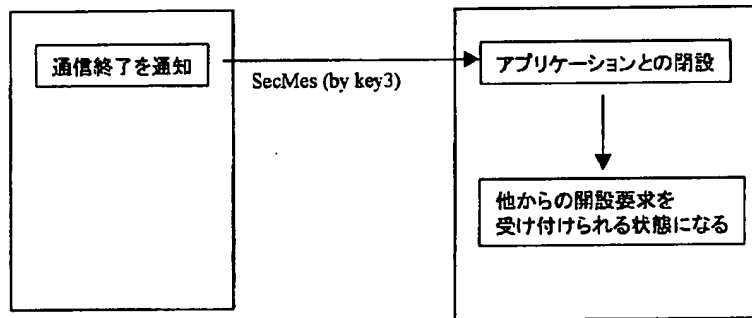 通信終了を通知
SecMes (by key3)
アプリケーションとの閉設
他からの開設要求を
受け付けられる状態になる